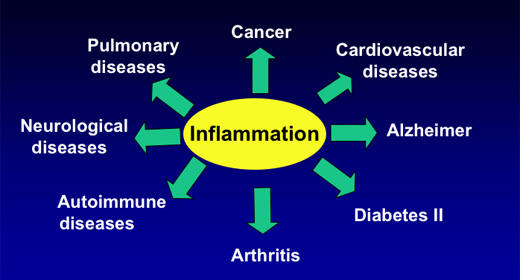 Cancer
Pulmonary
diseases
Cardiovascular
diseases
Neurological
diseases
Inflammation
Alzheimer
Autoimmune
diseases
Diabetes II
Arthritis